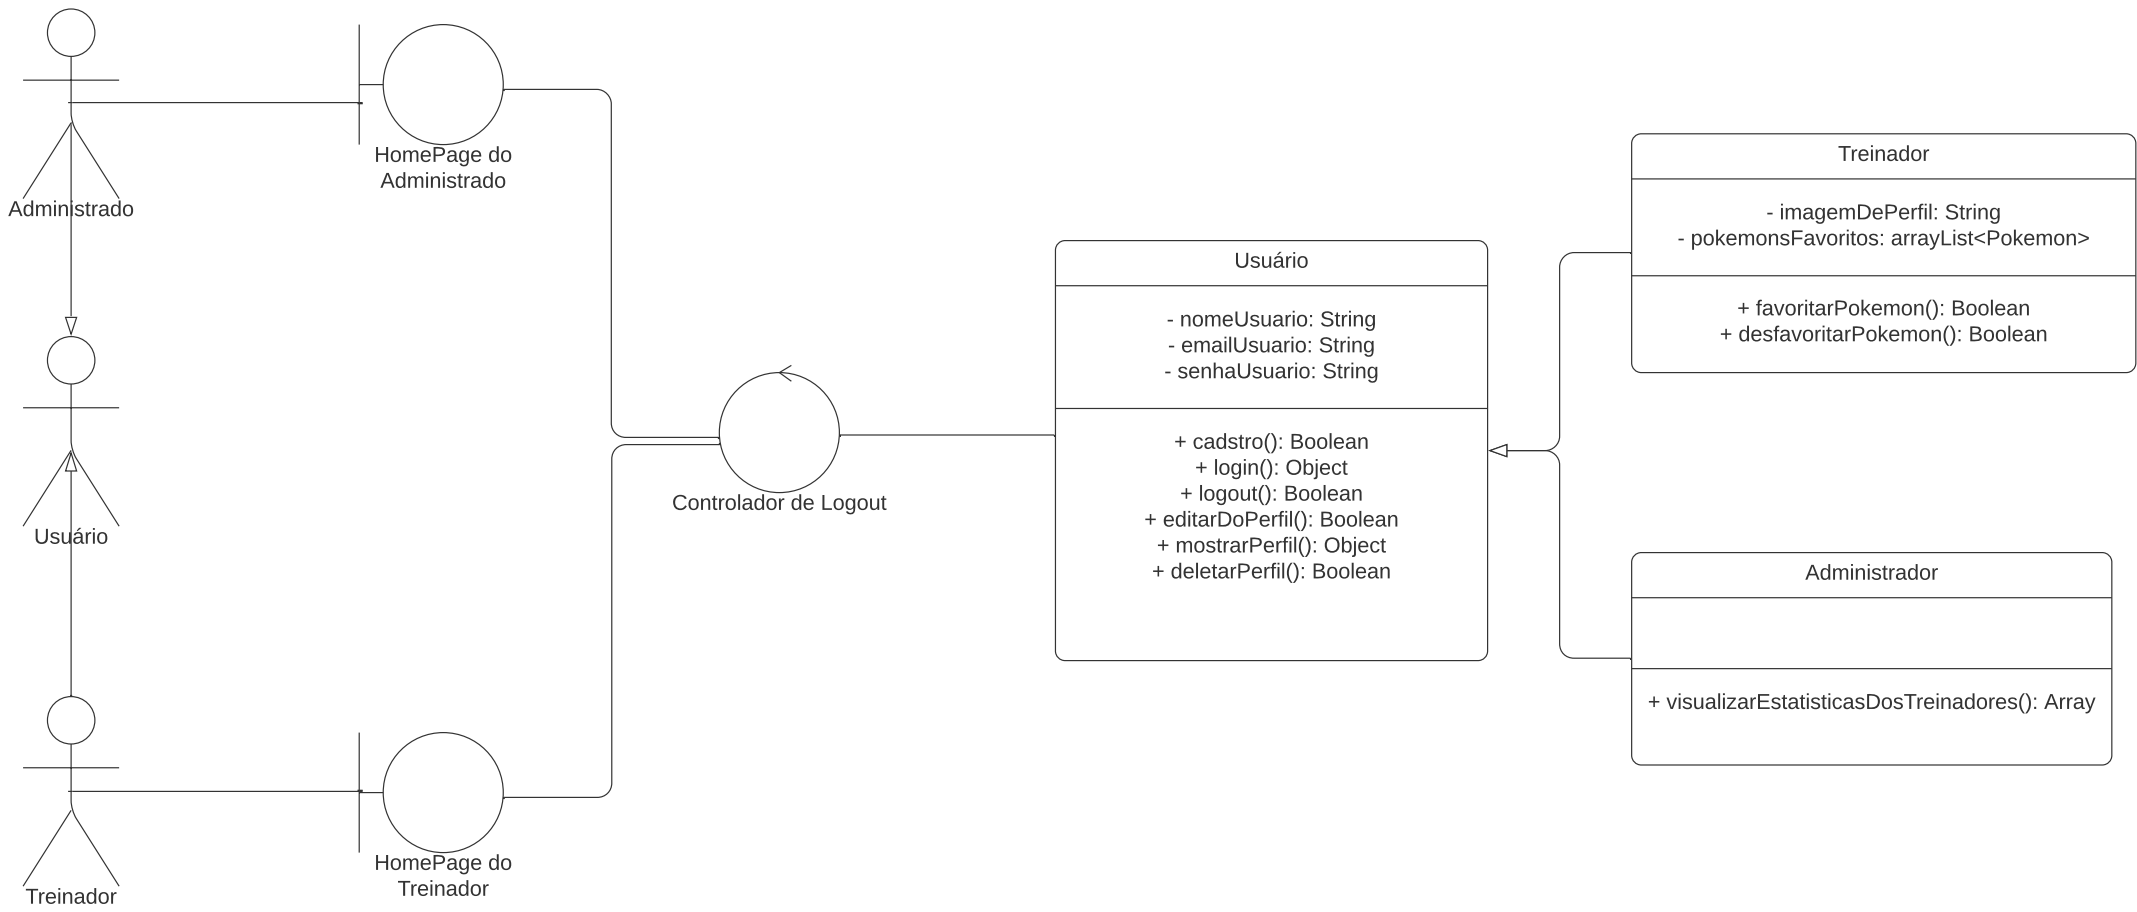 Administrado
HomePage do
Administrado
Usuário
Treinador
HomePage do
Treinador
Controlador de Logout
Usuário
- nomeUsuario: String
- emailUsuario: String
- senhaUsuario: String
+ cadstro(): Boolean
+ login(): Object
+ logout(): Boolean
+ editarDoPerfil(): Boolean
+ mostrarPerfil(): Object
+ deletarPerfil(): Boolean
Treinador
- imagemDePerfil: String
- pokemonsFavoritos: arrayList<Pokemon>
+ favoritarPokemon(): Boolean
+ desfavoritarPokemon(): Boolean
Administrador
+ visualizarEstatisticasDosTreinadores(): Array